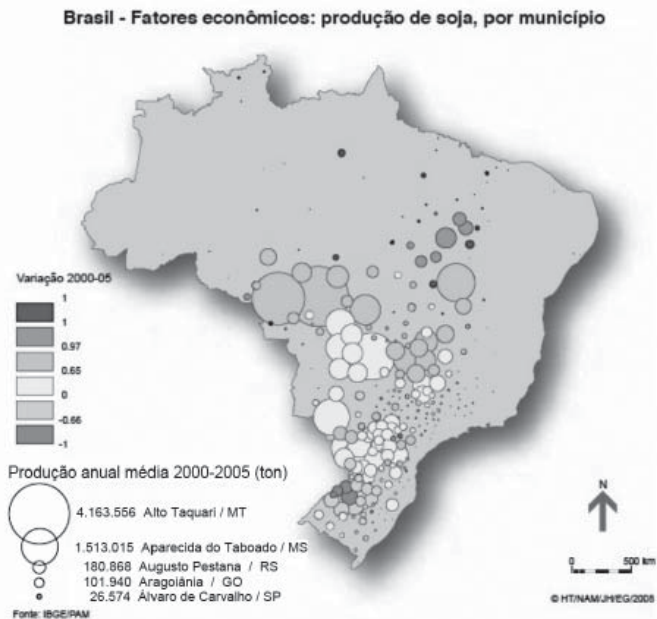 Brasil - Fatores econômicos: produção de soja, por município
Variação 2000-05
1
1
0.97
0.65
0
-0.66
-1
Produção anual média 2000-2005 (ton)
4.163.556 Alto Taquari / MT
1.513.015 Aparecida do Taboado / MS
180.868 Augusto Pestana / RS
101.940 Aragoiânia / GO
26.574 Álvaro de Carvalho / SP
Fonte: IBGE/PAM
N
0 500 km
© HT/NAM/JH/EG/2008